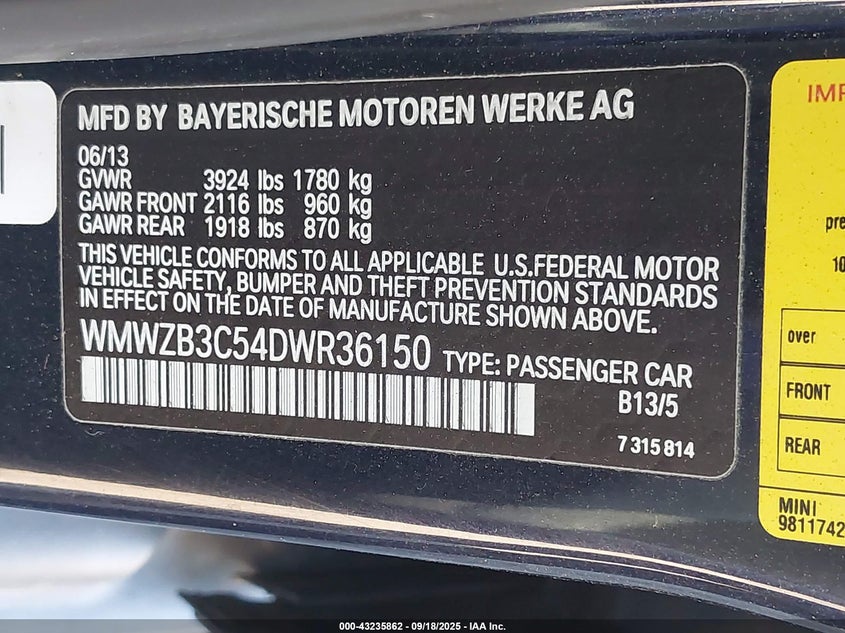 MFD BY BAYERISCHE MOTOREN WERKE AG
06/13
GVWR 3924 lbs 1780 kg
GAWR FRONT 2116 lbs 960 kg
GAWR REAR 1918 lbs 870 kg
THIS VEHICLE CONFORMS TO ALL APPLICABLE U.S.FEDERAL MOTOR
VEHICLE SAFETY, BUMPER AND THEFT PREVENTION STANDARDS
IN EFFECT ON THE DATE OF MANUFACTURE SHOWN ABOVE.
WMWZB3C54DWR36150 TYPE: PASSENGER CAR
B13/5
7 315 814
IMP
pre
10
over
FRONT
REAR
MINI
9811742
000-43235862 - 09/18/2025 - IAA Inc.